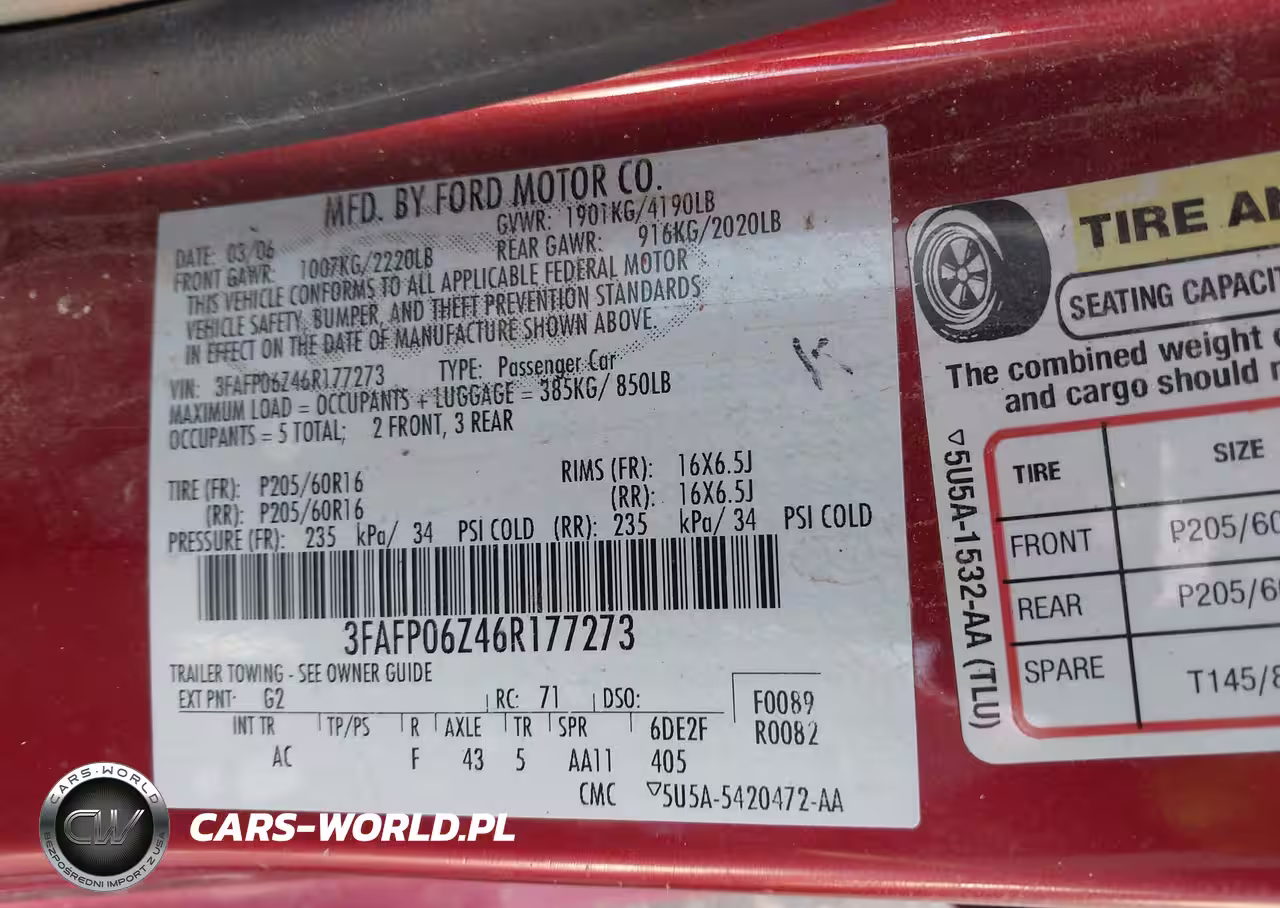 MFD. BY FORD MOTOR CO.
DATE: 03/06 GVWR: 1901KG/4190LB
FRONT GAWR: 1007KG/2220LB REAR GAWR: 916KG/2020LB
THIS VEHICLE CONFORMS TO ALL APPLICABLE FEDERAL MOTOR
VEHICLE SAFETY, BUMPER, AND THEFT PREVENTION STANDARDS
IN EFFECT ON THE DATE OF MANUFACTURE SHOWN ABOVE.
VIN: 3FAFP06Z46R177273 TYPE: Passenger Car
MAXIMUM LOAD = OCCUPANTS + LUGGAGE = 385KG/ 850LB
OCCUPANTS = 5 TOTAL; 2 FRONT, 3 REAR
TIRE (FR): P205/60R16 RIMS (FR): 16X6.5J
(RR): P205/60R16 (RR): 16X6.5J
PRESSURE (FR): 235 kPa/ 34 PSI COLD (RR): 235 kPa/ 34 PSI COLD
3FAFP06Z46R177273
TRAILER TOWING - SEE OWNER GUIDE
EXT PNT: G2 RC: 71 DSO: F0089
INT TR TP/PS R AXLE TR SPR 6DE2F R0082
AC F 43 5 AA11 405
CMC ▽5U5A-5420472-AA
TIRE
SEATING
The combined weight
and cargo should
▽5U5A-1532-AA (TLU)
TIRE SIZE
FRONT P205/60
REAR P205/6
SPARE T145/8
CARS-WORLD
CW
BEZPOŚREDNI IMPORT Z USA
CARS-WORLD.PL